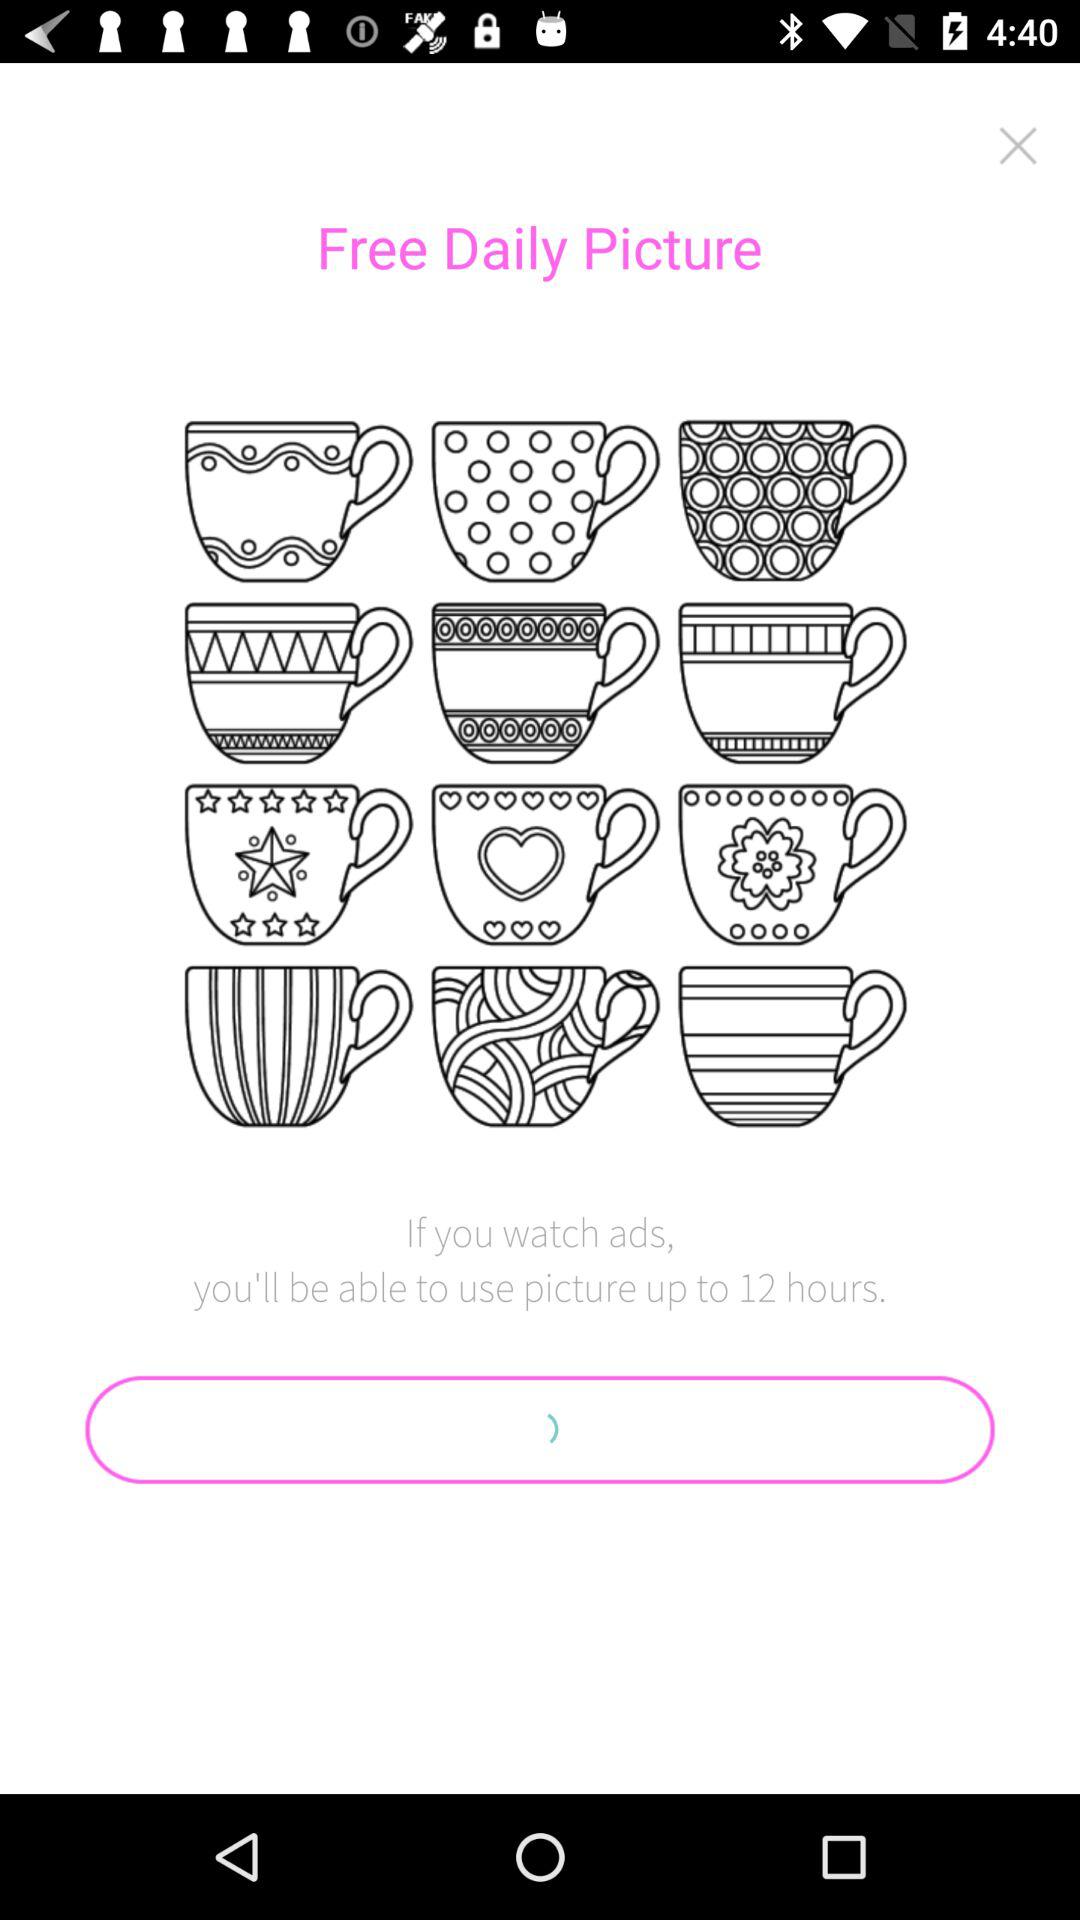 FAKE
4:40
Free Daily Picture
If you watch ads,
you'll be able to use picture up to 12 hours.